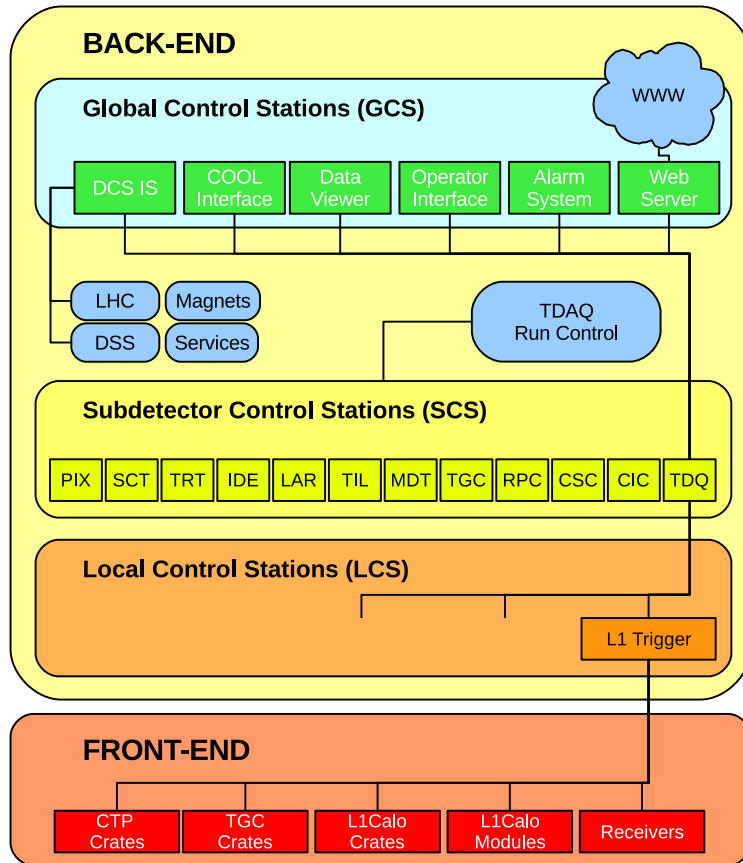 BACK-END
Global Control Stations (GCS)
WWW
DCS IS
COOL
Interface
Data
Viewer
Operator
Interface
Alarm
System
Web
Server
LHC
Magnets
DSS
Services
TDAQ
Run Control
Subdetector Control Stations (SCS)
PIX
SCT
TRT
IDE
LAR
TIL
MDT
TGC
RPC
CSC
CIC
TDQ
Local Control Stations (LCS)
L1 Trigger
FRONT-END
CTP
Crates
TGC
Crates
L1Calo
Crates
L1Calo
Modules
Receivers